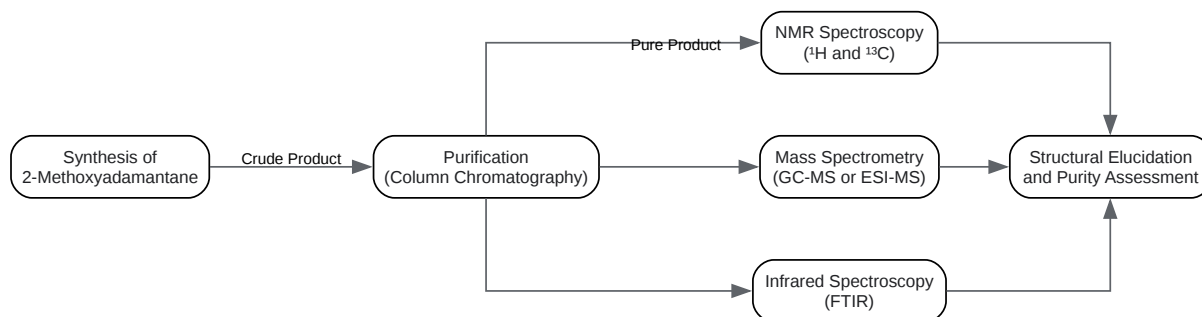 Synthesis of
2-Methoxyadamantane
Crude Product
Purification
(Column Chromatography)
Pure Product
NMR Spectroscopy
(¹H and ¹³C)
Mass Spectrometry
(GC-MS or ESI-MS)
Infrared Spectroscopy
(FTIR)
Structural Elucidation
and Purity Assessment